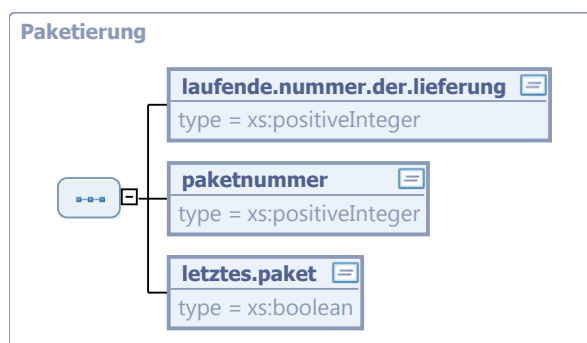 Paketierung
laufende.nummer.der.lieferung
type = xs:positiveInteger
paketnummer
type = xs:positiveInteger
letztes.paket
type = xs:boolean